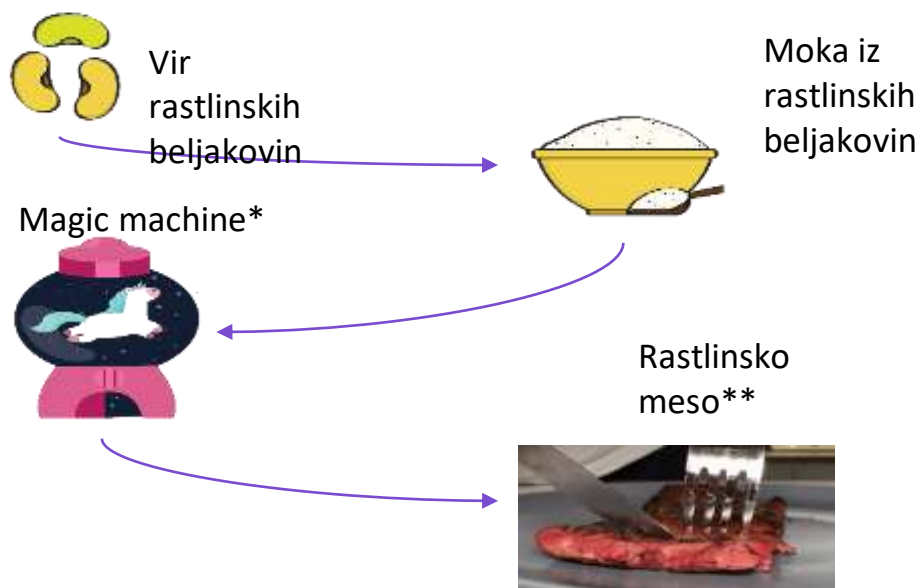 Vir
rastlinskih
beljakovin
Moka iz
rastlinskih
beljakovin
Magic machine*
Rastlinsko
meso**